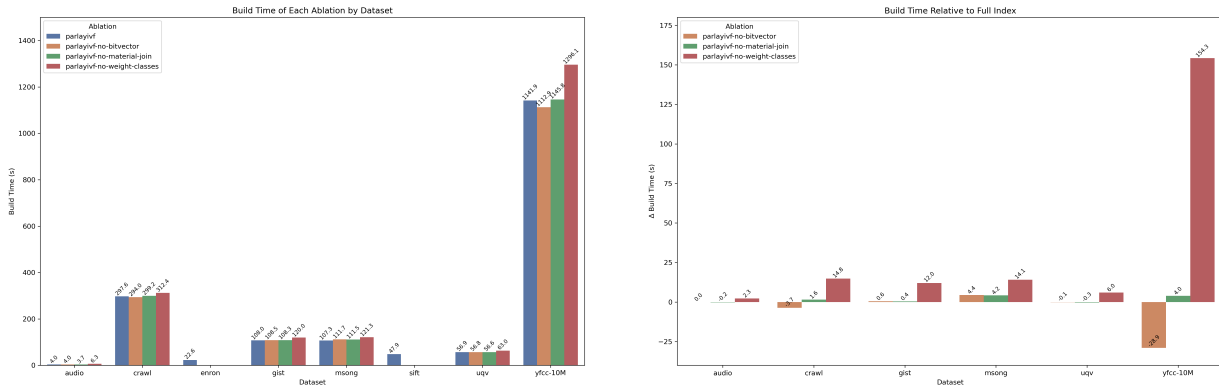 Build Time of Each Ablation by Dataset
Build Time (s)
1400
1200
1000
800
600
400
200
0
Ablation
parlayivf
parlayivf-no-bitvector
parlayivf-no-material-join
parlayivf-no-weight-classes
4.0 4.0 3.7 6.3
297.6 294.0 299.2 312.4
22.6
108.0 108.5 108.3 120.0
107.3 111.7 111.5 121.3
47.9
56.9 56.8 56.6 63.0
1141.9 1112.9 1145.8 1296.1
audio crawl enron gist msong sift uqv yfcc-10M
Dataset
Build Time Relative to Full Index
Δ Build Time (s)
175
150
125
100
75
50
25
0
−25
Ablation
parlayivf-no-bitvector
parlayivf-no-material-join
parlayivf-no-weight-classes
0.0 -0.2 2.3
-3.7 1.6 14.8
0.6 0.4 12.0
4.4 4.2 14.1
-0.1 -0.3 6.0
-28.9 4.0 154.3
audio crawl gist msong uqv yfcc-10M
Dataset